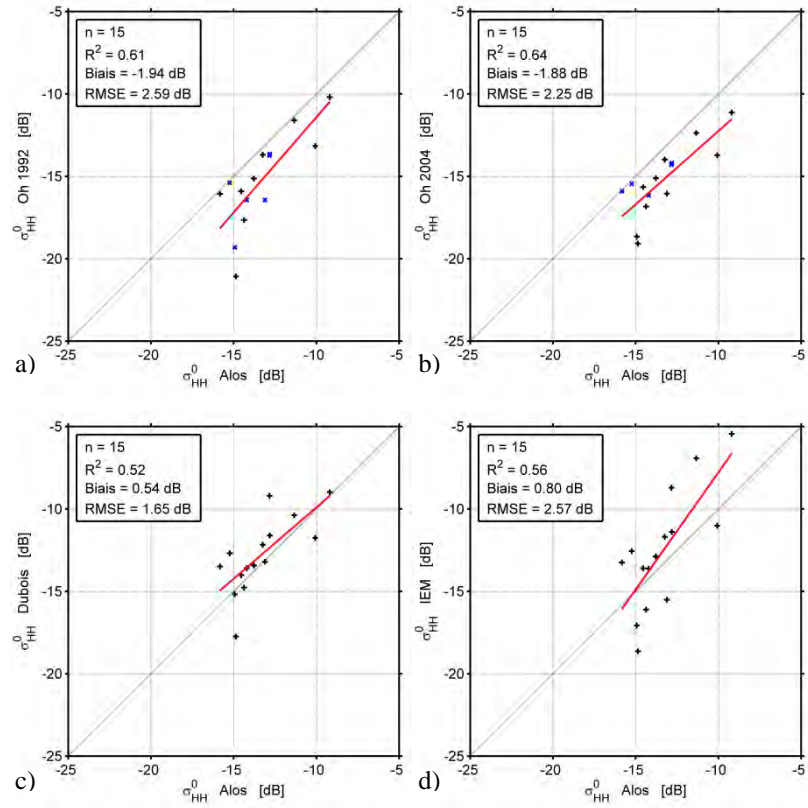 n = 15
R² = 0.61
Biais = -1.94 dB
RMSE = 2.59 dB
-5
-10
-15
-20
-25
σ⁰HH Oh 1992 [dB]
-25 -20 -15 -10 -5
σ⁰HH Alos [dB]
a)
n = 15
R² = 0.64
Biais = -1.88 dB
RMSE = 2.25 dB
-5
-10
-15
-20
-25
σ⁰HH Oh 2004 [dB]
-25 -20 -15 -10 -5
σ⁰HH Alos [dB]
b)
n = 15
R² = 0.52
Biais = 0.54 dB
RMSE = 1.65 dB
-5
-10
-15
-20
-25
σ⁰HH Dubois [dB]
-25 -20 -15 -10 -5
σ⁰HH Alos [dB]
c)
n = 15
R² = 0.56
Biais = 0.80 dB
RMSE = 2.57 dB
-5
-10
-15
-20
-25
σ⁰HH IEM [dB]
-25 -20 -15 -10 -5
σ⁰HH Alos [dB]
d)